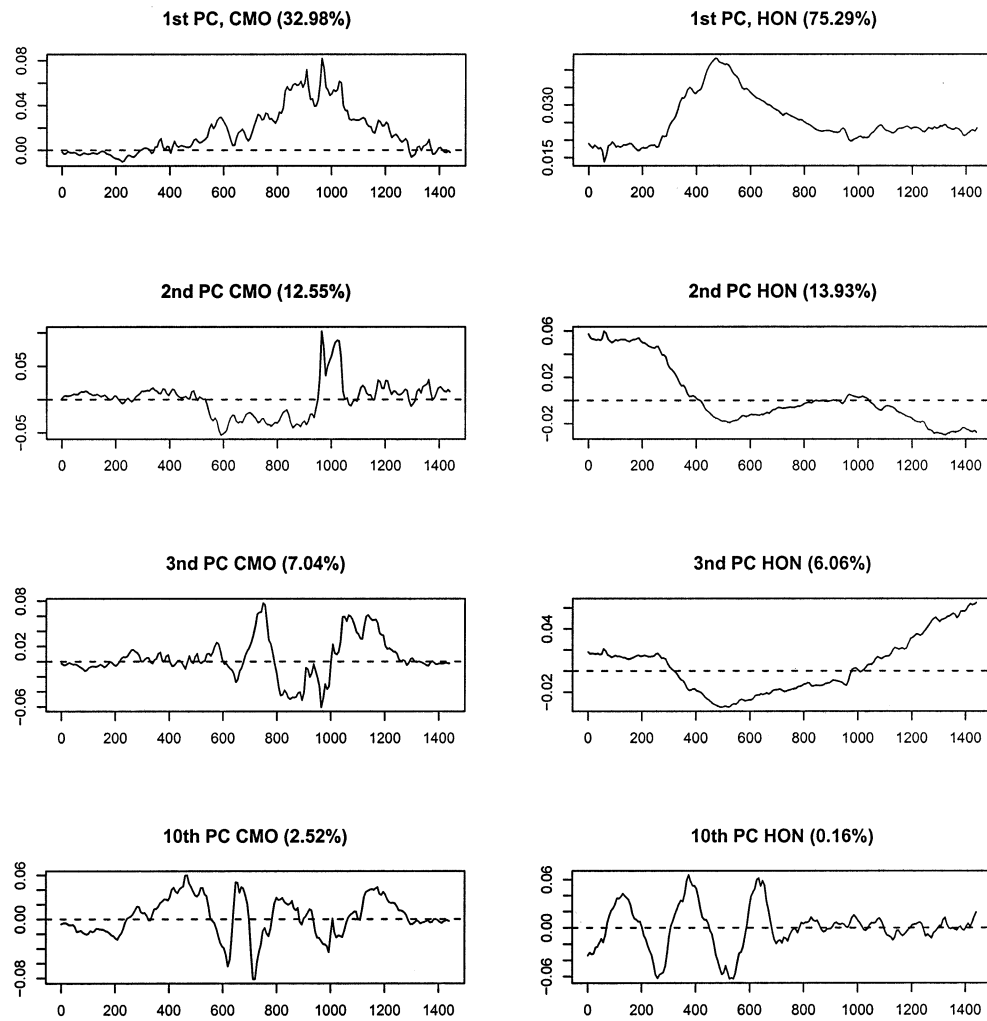 1st PC, CMO (32.98%)
0.00 0.04 0.08
0 200 400 600 800 1000 1200 1400
1st PC, HON (75.29%)
0.015 0.030
0 200 400 600 800 1000 1200 1400
2nd PC CMO (12.55%)
−0.05 0.05
0 200 400 600 800 1000 1200 1400
2nd PC HON (13.93%)
−0.02 0.02 0.06
0 200 400 600 800 1000 1200 1400
3nd PC CMO (7.04%)
−0.06 0.02 0.08
0 200 400 600 800 1000 1200 1400
3nd PC HON (6.06%)
−0.02 0.04
0 200 400 600 800 1000 1200 1400
10th PC CMO (2.52%)
−0.08 0.00 0.06
0 200 400 600 800 1000 1200 1400
10th PC HON (0.16%)
−0.06 0.00 0.06
0 200 400 600 800 1000 1200 1400